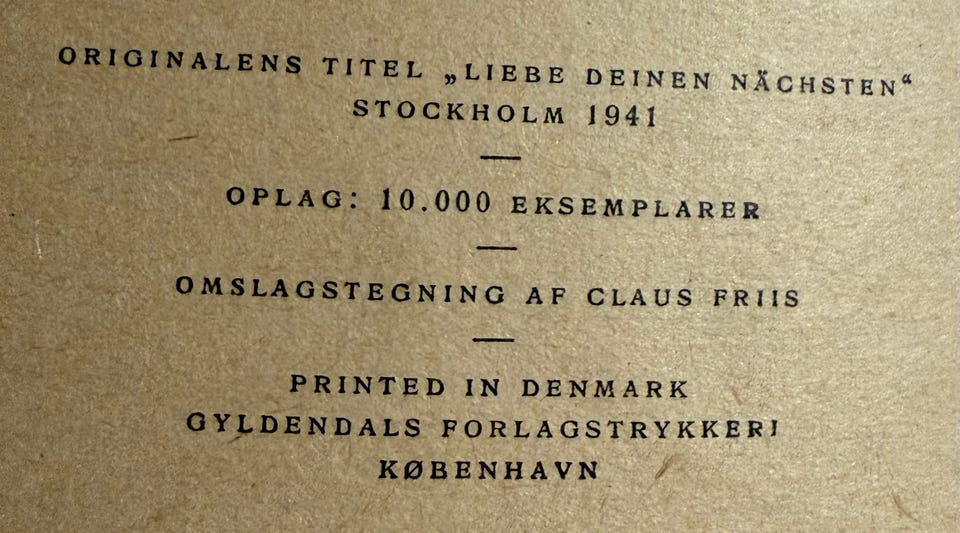 ORIGINALENS TITEL „LIEBE DEINEN NÄCHSTEN“
STOCKHOLM 1941
—
OPLAG: 10.000 EKSEMPLARER
—
OMSLAGSTEGNING AF CLAUS FRIIS
—
PRINTED IN DENMARK
GYLDENDALS FORLAGSTRYKKERI
KØBENHAVN